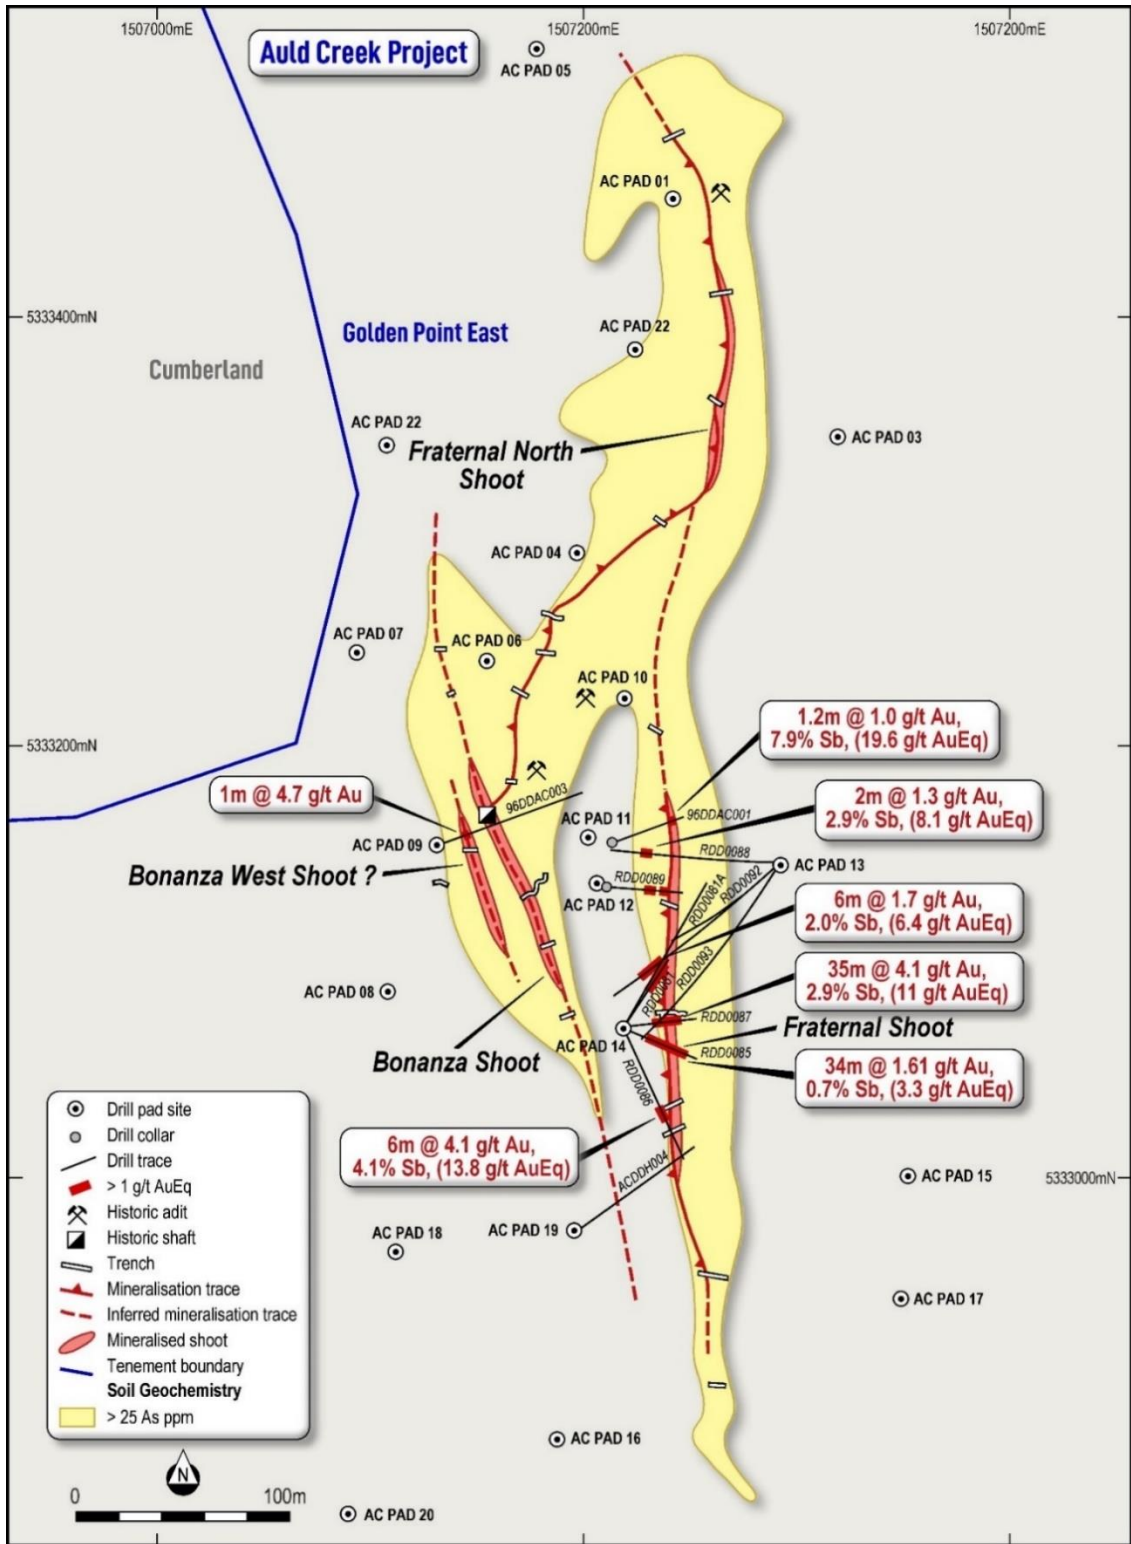 1507000mE
1507200mE
1507200mE
Auld Creek Project
AC PAD 05
AC PAD 01
5333400mN
Golden Point East
AC PAD 22
Cumberland
AC PAD 22
AC PAD 03
Fraternal North
Shoot
AC PAD 04
AC PAD 07
AC PAD 06
AC PAD 10
5333200mN
1.2m @ 1.0 g/t Au,
7.9% Sb, (19.6 g/t AuEq)
1m @ 4.7 g/t Au
96DDAC003
2m @ 1.3 g/t Au,
2.9% Sb, (8.1 g/t AuEq)
AC PAD 11
96DDAC001
AC PAD 09
RDD0088
AC PAD 13
Bonanza West Shoot ?
RDD0089
RDD0081A
RDD0092
AC PAD 12
6m @ 1.7 g/t Au,
2.0% Sb, (6.4 g/t AuEq)
RDD0093
RDD0081
35m @ 4.1 g/t Au,
2.9% Sb, (11 g/t AuEq)
AC PAD 08
RDD0087
Fraternal Shoot
AC PAD 14
Bonanza Shoot
RDD0085
34m @ 1.61 g/t Au,
0.7% Sb, (3.3 g/t AuEq)
RDD0086
6m @ 4.1 g/t Au,
4.1% Sb, (13.8 g/t AuEq)
ACDDH004
AC PAD 15
5333000mN
AC PAD 19
AC PAD 18
AC PAD 17
Drill pad site
Drill collar
Drill trace
> 1 g/t AuEq
Historic adit
Historic shaft
Trench
Mineralisation trace
Inferred mineralisation trace
Mineralised shoot
Tenement boundary
Soil Geochemistry
> 25 As ppm
AC PAD 16
N
0 100m
AC PAD 20